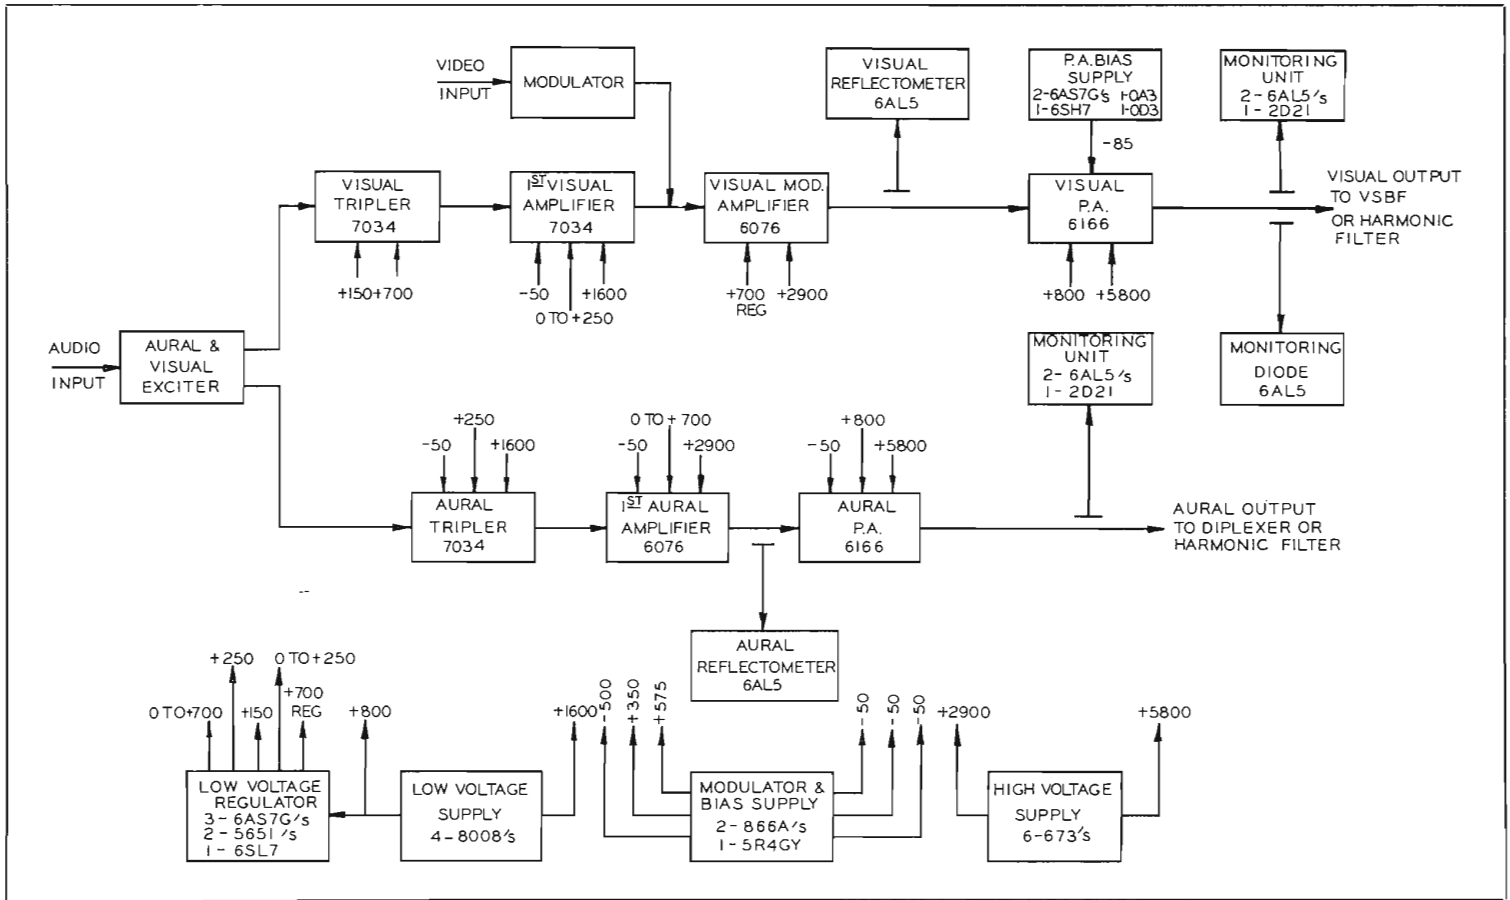 VIDEO
INPUT
MODULATOR
VISUAL
REFLECTOMETER
6AL5
P.A. BIAS
SUPPLY
2-6AS7G's 1-OA3
1-6SH7 1-OD3
MONITORING
UNIT
2- 6AL5's
1 - 2D21
-85
VISUAL
TRIPLER
7034
1ST VISUAL
AMPLIFIER
7034
VISUAL MOD.
AMPLIFIER
6076
VISUAL
P.A.
6166
VISUAL OUTPUT
TO VSBF
OR HARMONIC
FILTER
+150 +700
-50 +1600
0 TO +250
+700
REG
+2900
+800 +5800
AUDIO
INPUT
AURAL &
VISUAL
EXCITER
MONITORING
UNIT
2- 6AL5's
1 - 2D21
MONITORING
DIODE
6AL5
+250
-50 +1600
0 TO + 700
-50 +2900
+800
-50 +5800
AURAL
TRIPLER
7034
1ST AURAL
AMPLIFIER
6076
AURAL
P.A.
6166
AURAL OUTPUT
TO DIPLEXER OR
HARMONIC FILTER
AURAL
REFLECTOMETER
6AL5
+250 0 TO +250
0 TO +700 +150 +700
REG
+800
+1600
-500
+350
+575
-50
-50
-50
+2900
+5800
LOW VOLTAGE
REGULATOR
3- 6AS7G's
2- 5651's
1 - 6SL7
LOW VOLTAGE
SUPPLY
4-8008's
MODULATOR &
BIAS SUPPLY
2-866A's
1-5R4GY
HIGH VOLTAGE
SUPPLY
6-673's